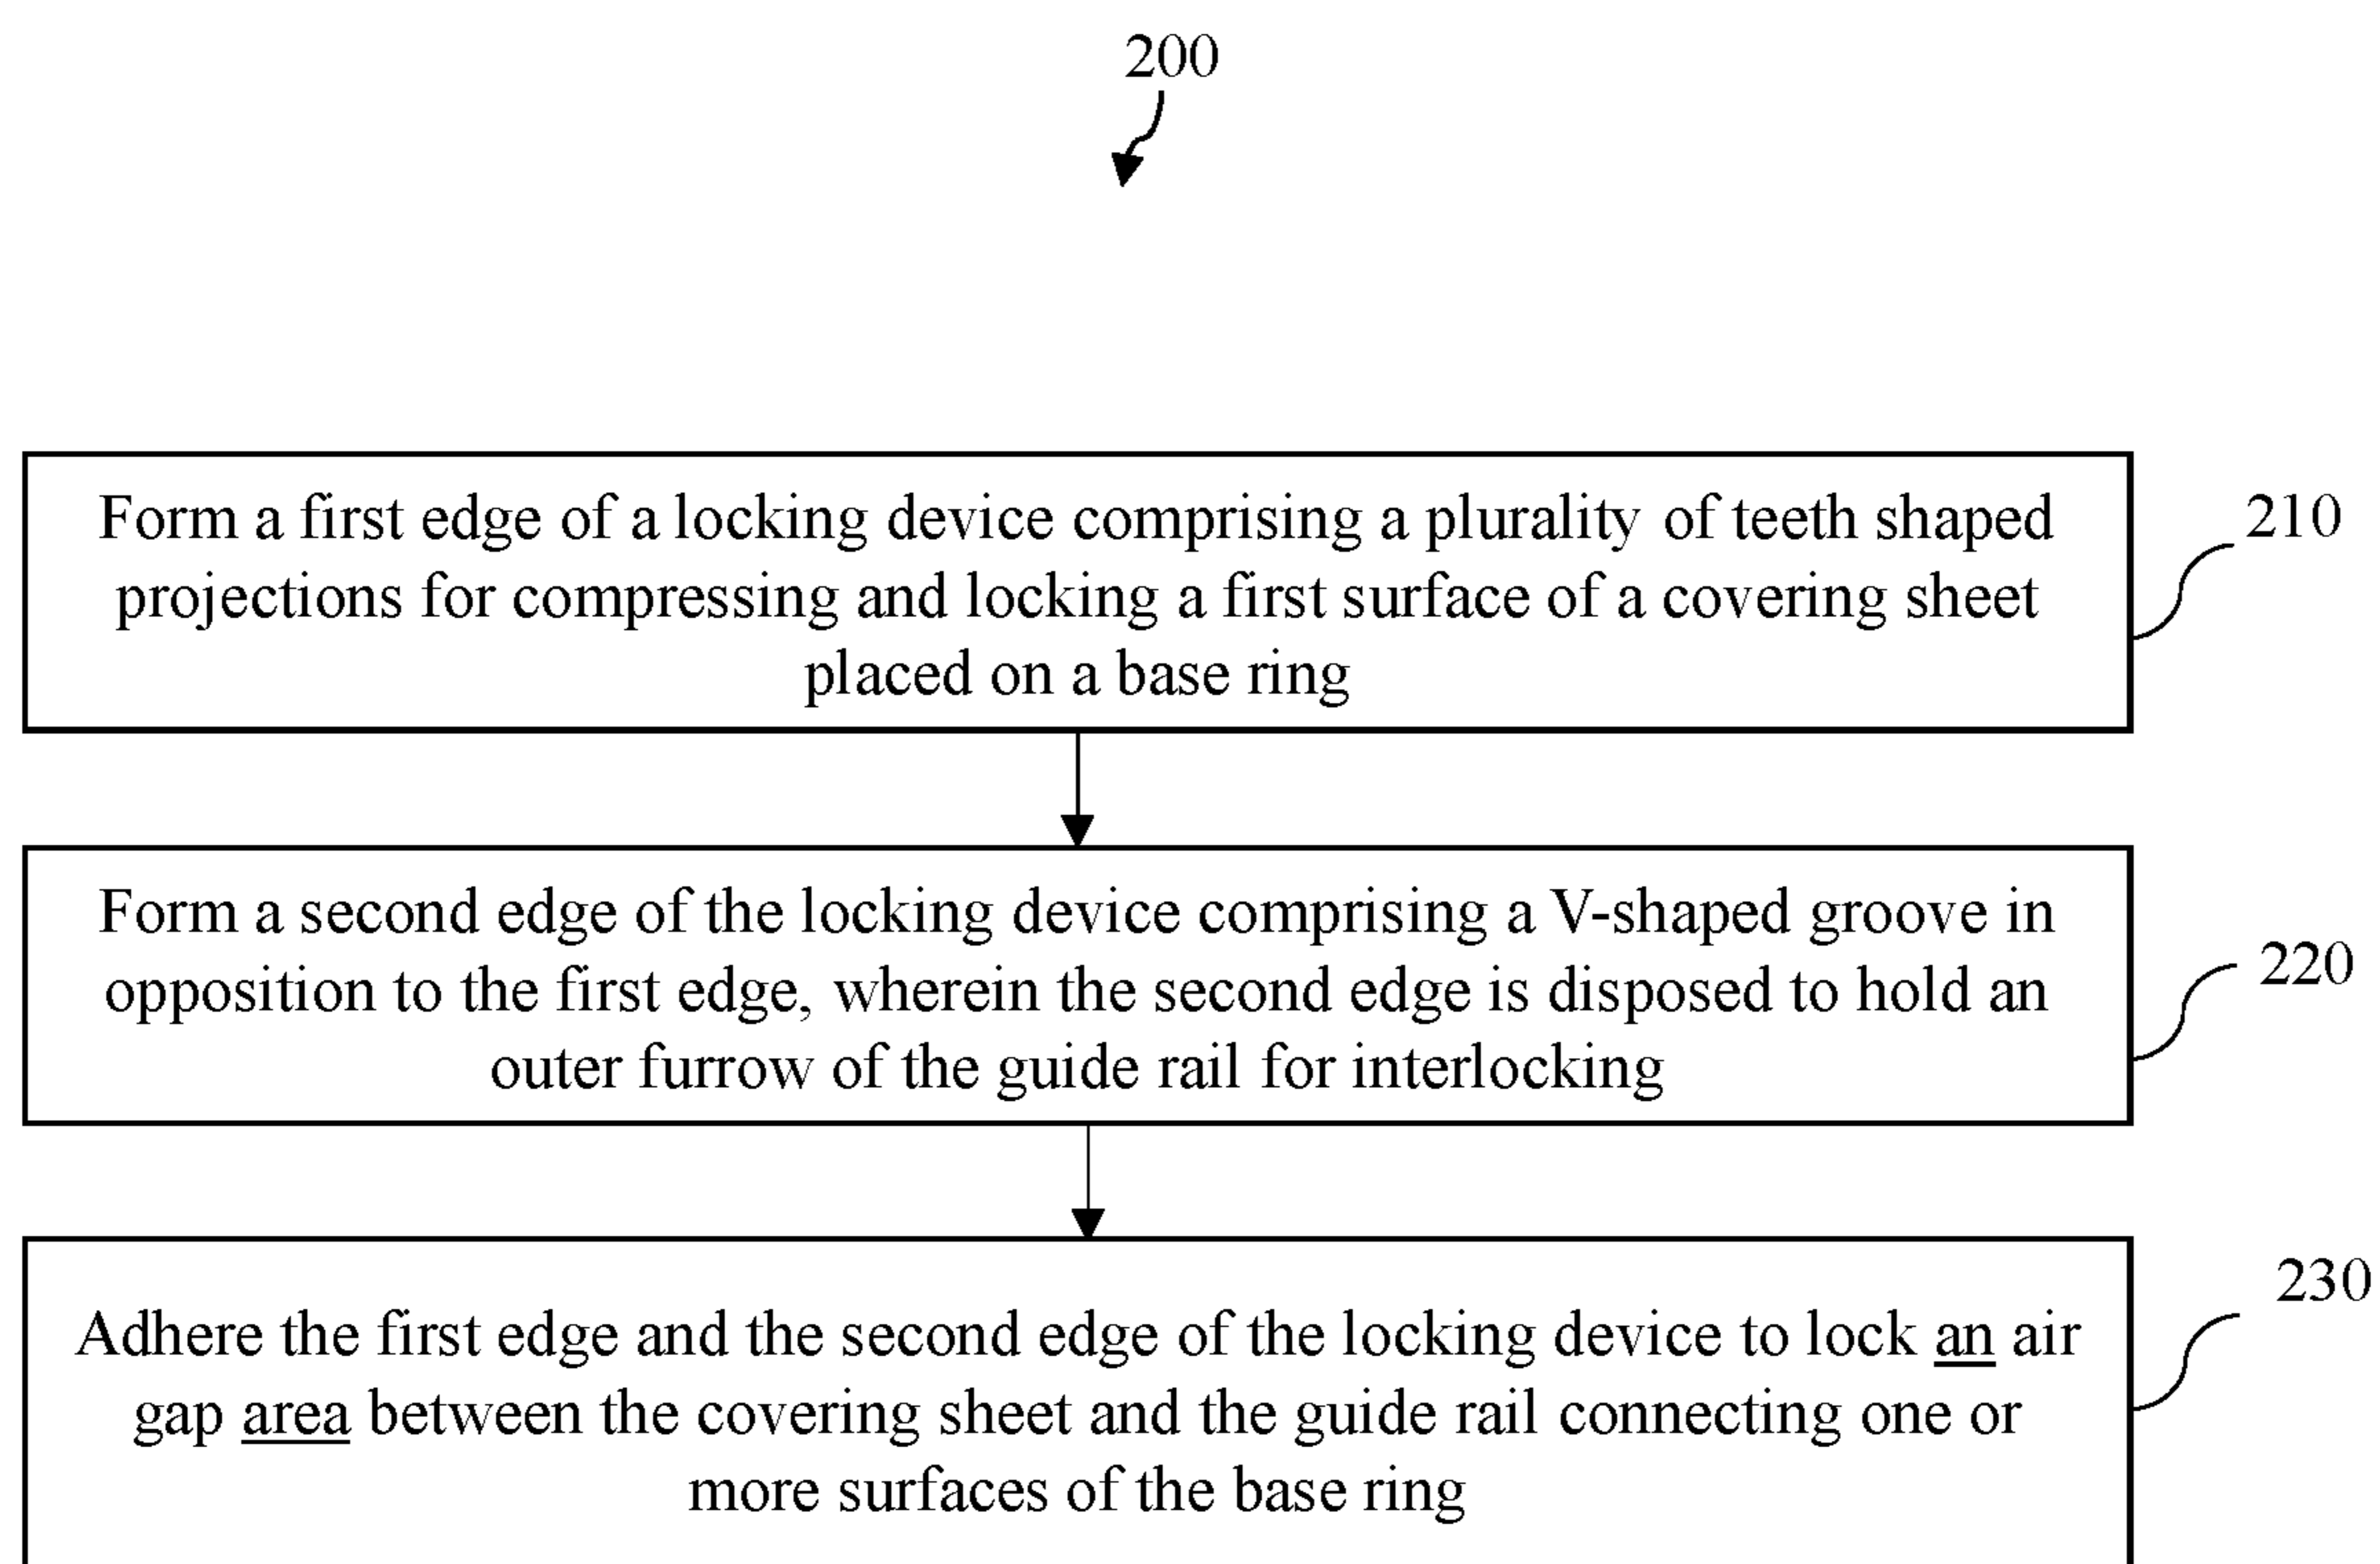 200
Form a first edge of a locking device comprising a plurality of teeth shaped
projections for compressing and locking a first surface of a covering sheet
placed on a base ring
210
Form a second edge of the locking device comprising a V-shaped groove in
opposition to the first edge, wherein the second edge is disposed to hold an
outer furrow of the guide rail for interlocking
220
Adhere the first edge and the second edge of the locking device to lock an air
gap area between the covering sheet and the guide rail connecting one or
more surfaces of the base ring
230